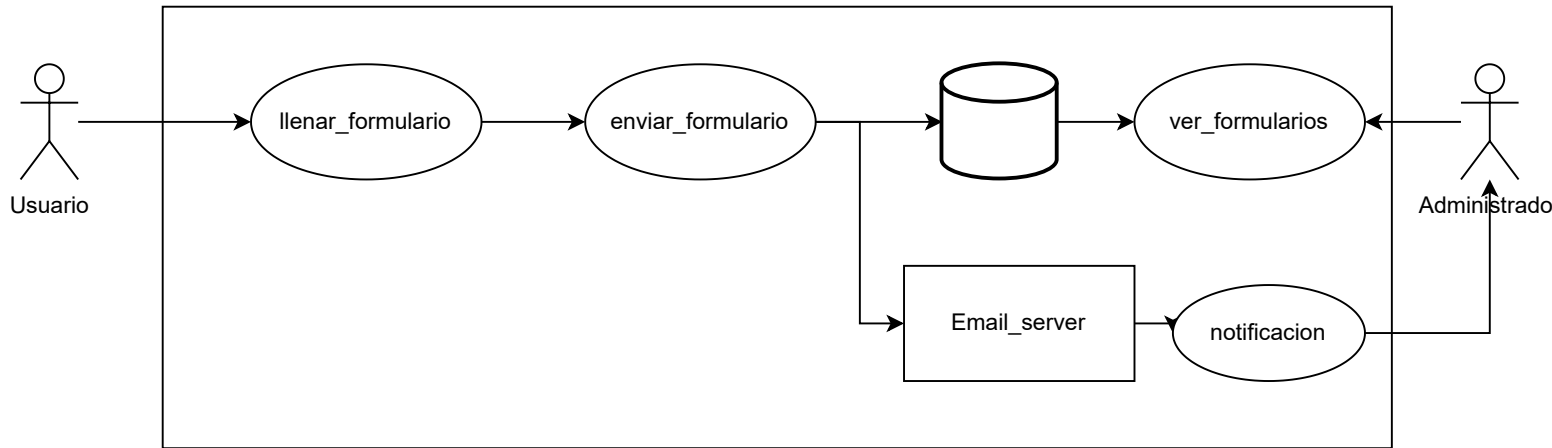 llenar_formulario
enviar_formulario
ver_formularios
Usuario
Administrado
Email_server
notificacion